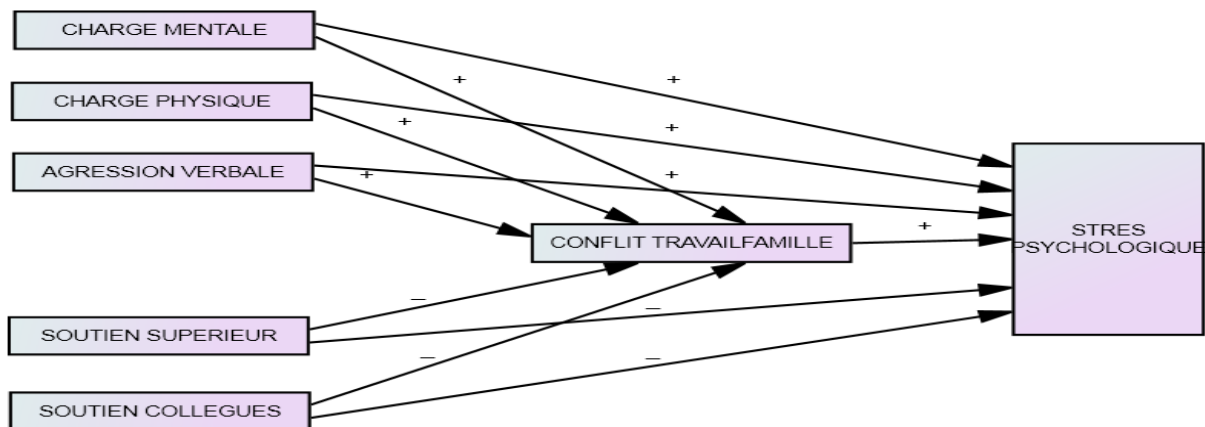 CHARGE MENTALE
+
+
CHARGE PHYSIQUE
+
+
AGRESSION VERBALE
+
+
CONFLIT TRAVAILFAMILLE
+
STRES
PSYCHOLOGIQUE
–
–
SOUTIEN SUPERIEUR
–
–
SOUTIEN COLLEGUES